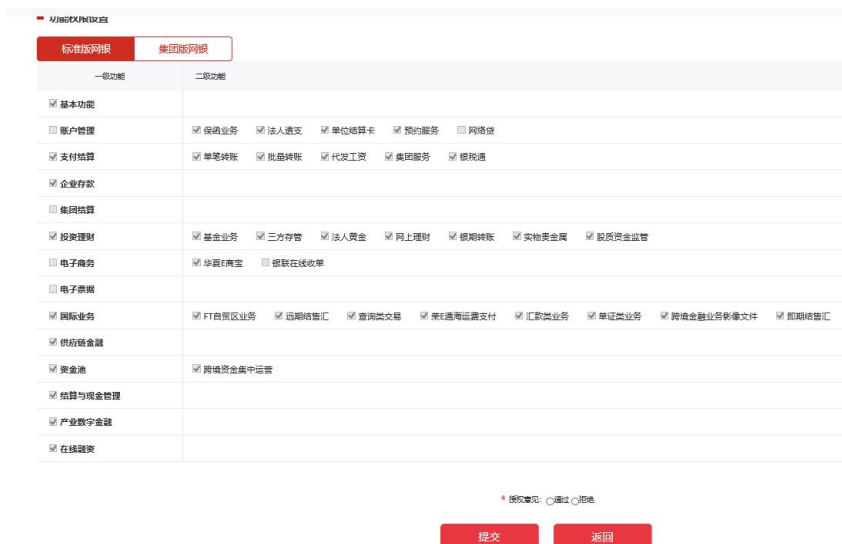 功能权限设置
标准版网银 集团版网银
一级功能 二级功能
基本功能
账户管理 保函业务 法人透支 单位结算卡 预约服务 网络贷
支付结算 单笔转账 批量转账 代发工资 集团服务 银税通
企业存款
集团结算
投资理财 基金业务 三方存管 法人黄金 网上理财 银期转账 实物贵金属 股质资金监管
电子商务 华夏E商宝 银联在线收单
电子票据
国际业务 FT自贸区业务 远期结售汇 查询类交易 荣E通海运费支付 汇款类业务 单证类业务 跨境金融业务影像文件 即期结售汇
供应链金融
资金池 跨境资金集中运营
结算与现金管理
产业数字金融
在线融资
* 授权意见: 通过 拒绝
提交 返回